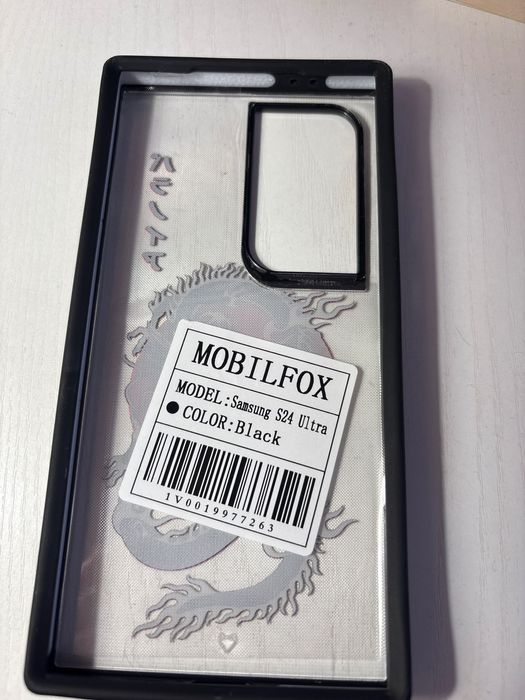 MOBILFOX
MODEL:Samsung S24 Ultra
COLOR:Black
1V0019977263